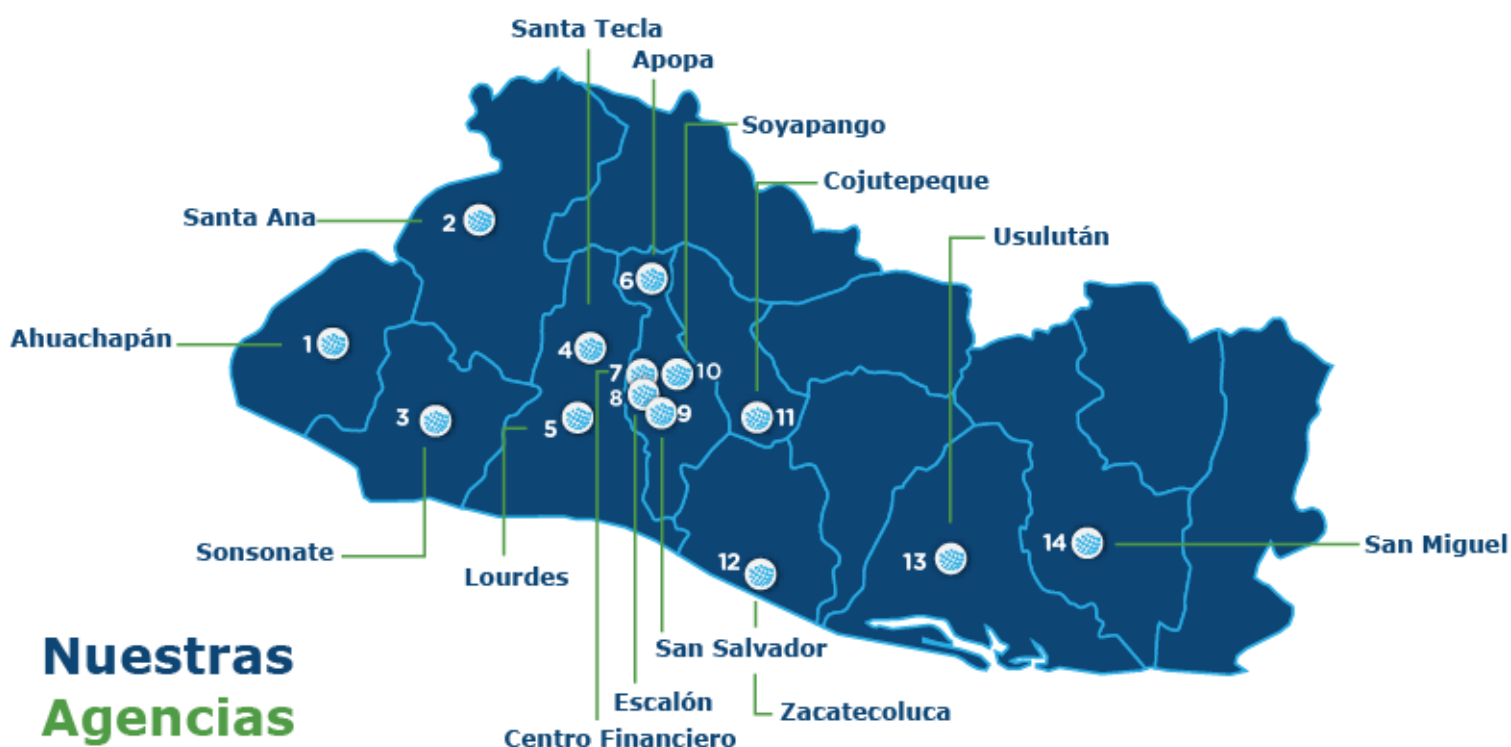 Santa Tecla
Apopa
Soyapango
Cojutepeque
Santa Ana
2
Usulután
6
Ahuachapán
1
4
7
10
8
3
5
9
11
Sonsonate
Lourdes
12
13
14
San Miguel
San Salvador
Nuestras
Escalón
Zacatecoluca
Agencias
Centro Financiero